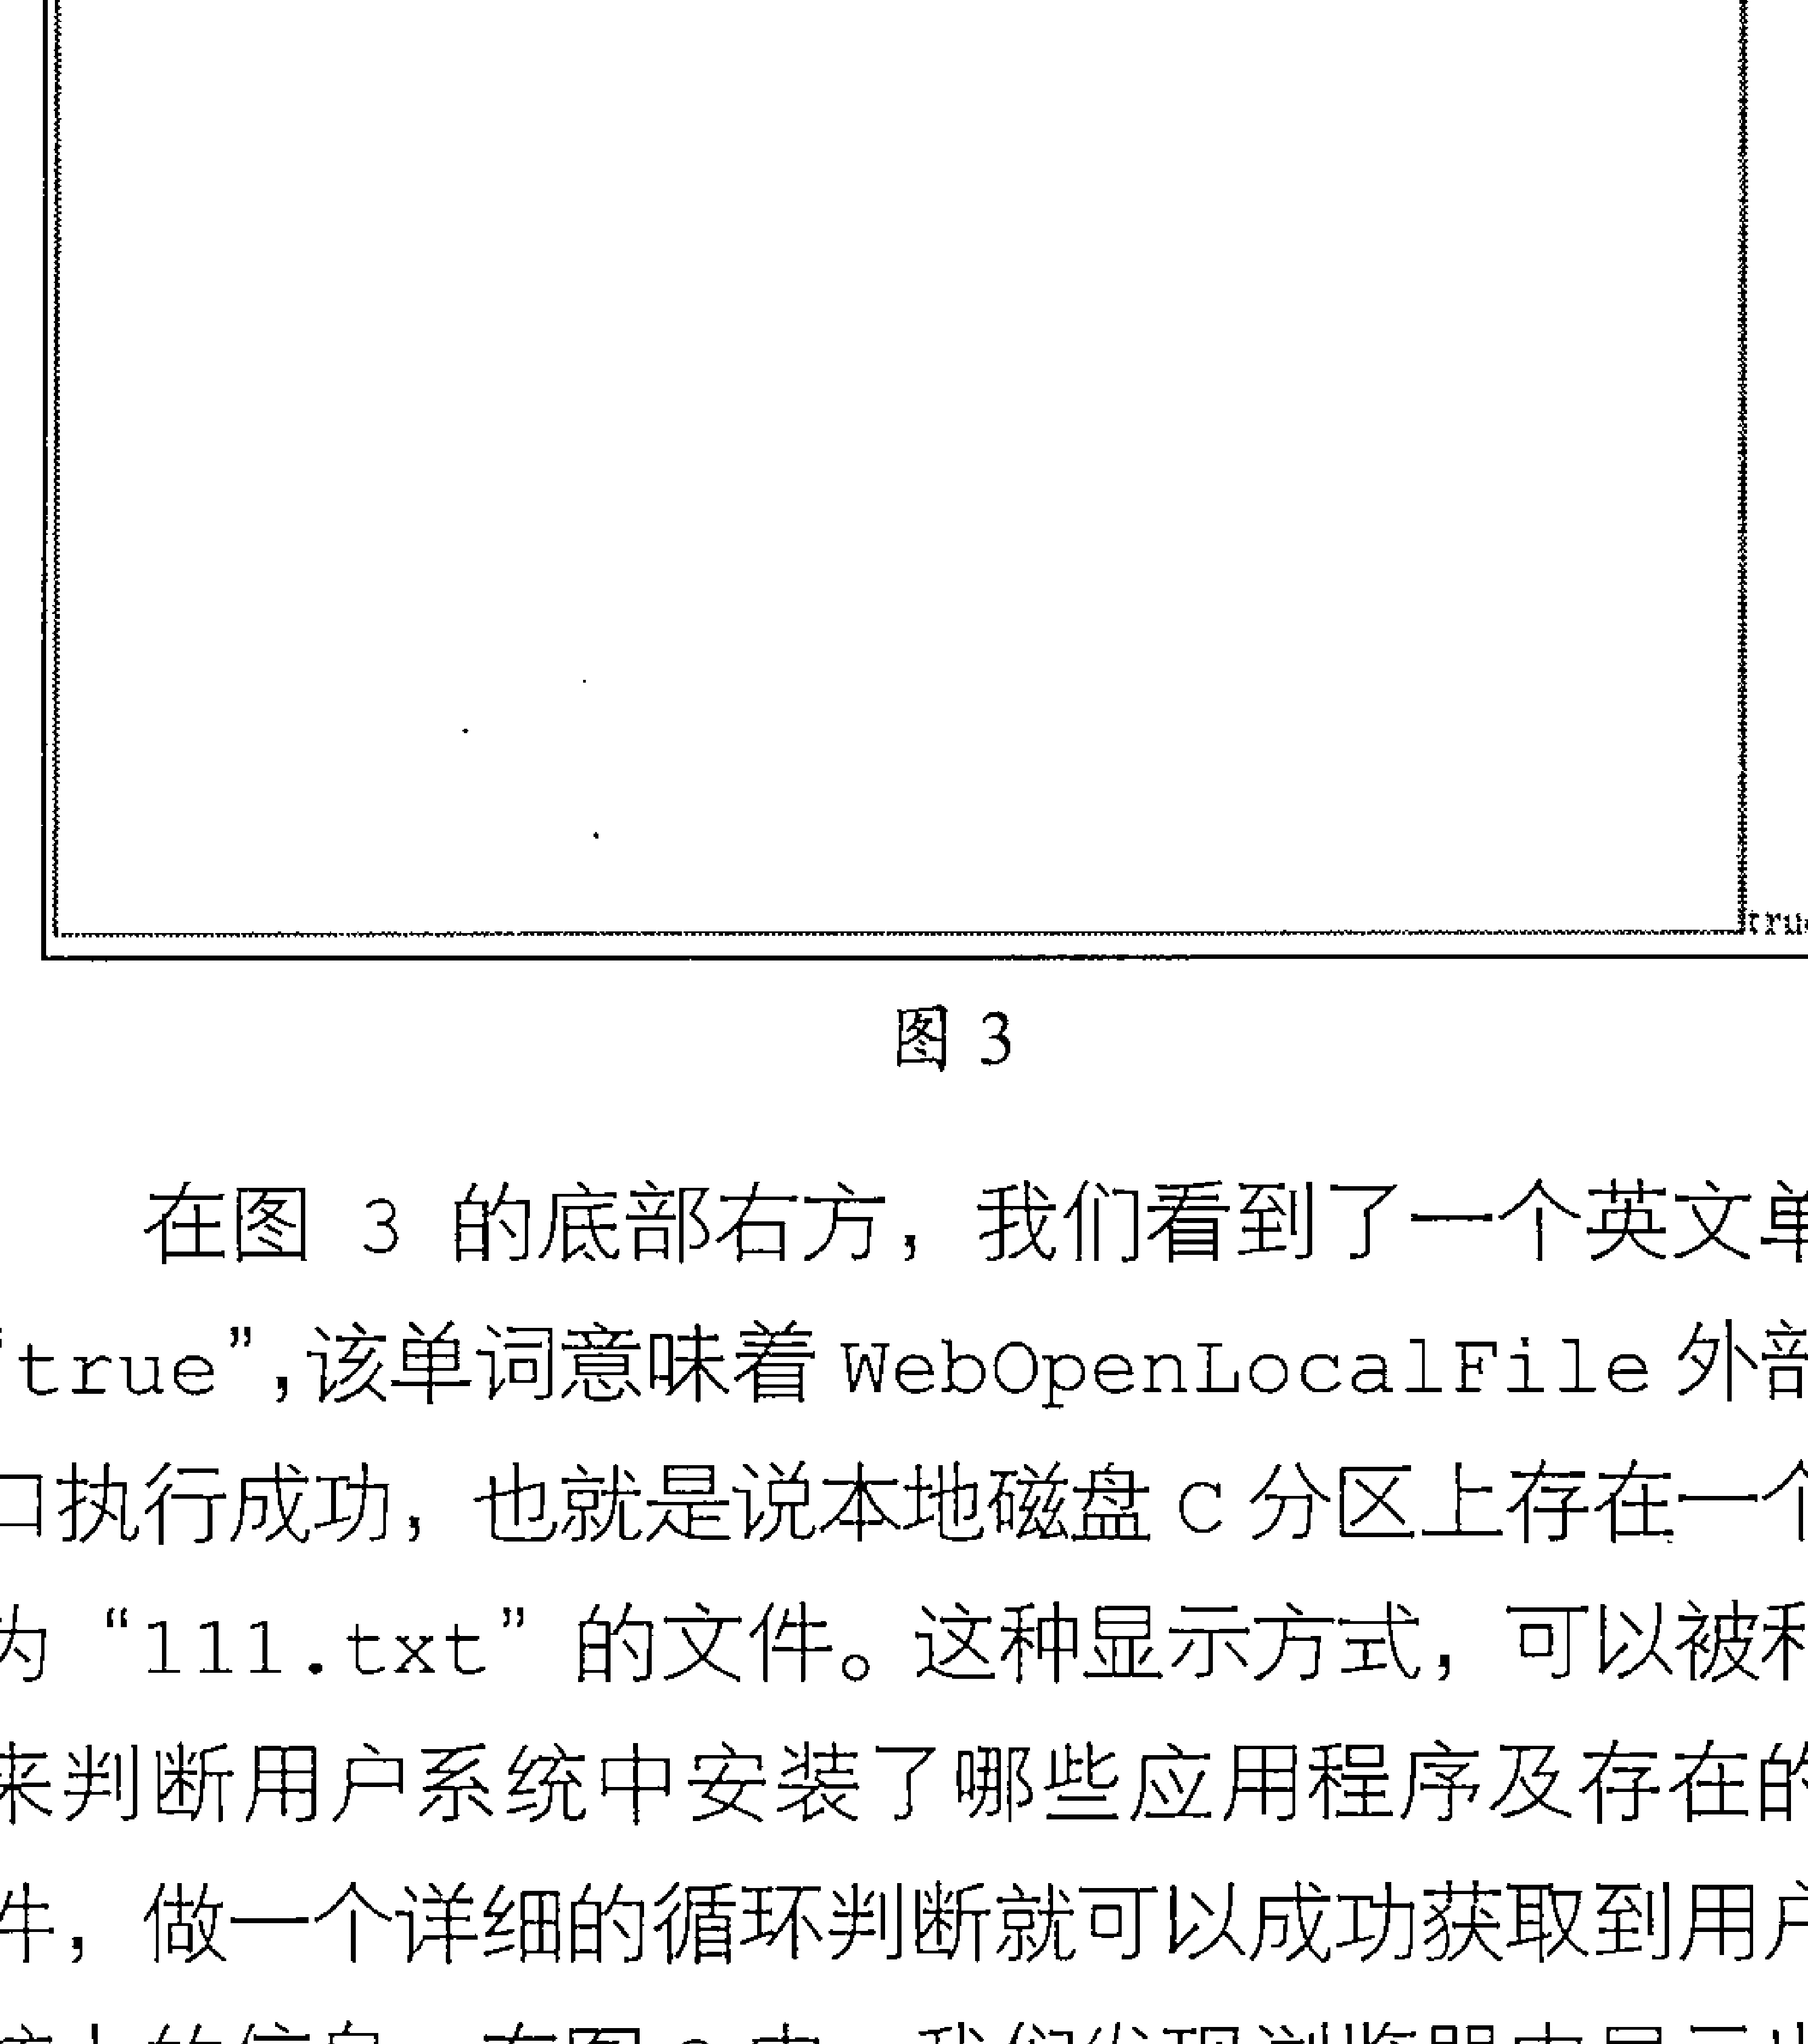 图 3
在图 3 的底部右方，我们看到了一个英文单
“true”,该单词意味着 WebOpenLocalFile 外部
口执行成功，也就是说本地磁盘 C 分区上存在一个
为 “111.txt” 的文件。这种显示方式，可以被利
来判断用户系统中安装了哪些应用程序及存在的
件，做一个详细的循环判断就可以成功获取到用户